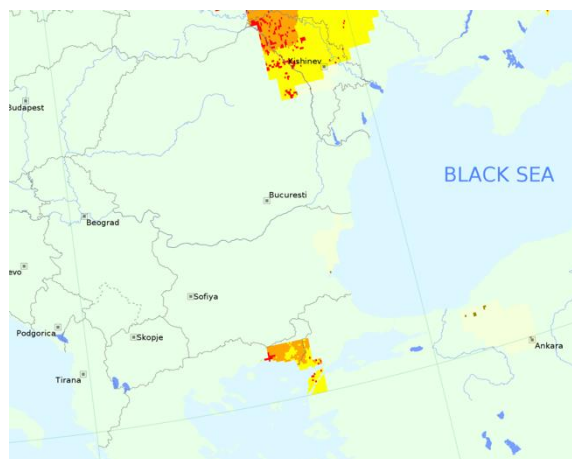 Kishinev
Budapest
BLACK SEA
Bucuresti
Beograd
evo
Sofiya
Podgorica
Skopje
Ankara
Tirana